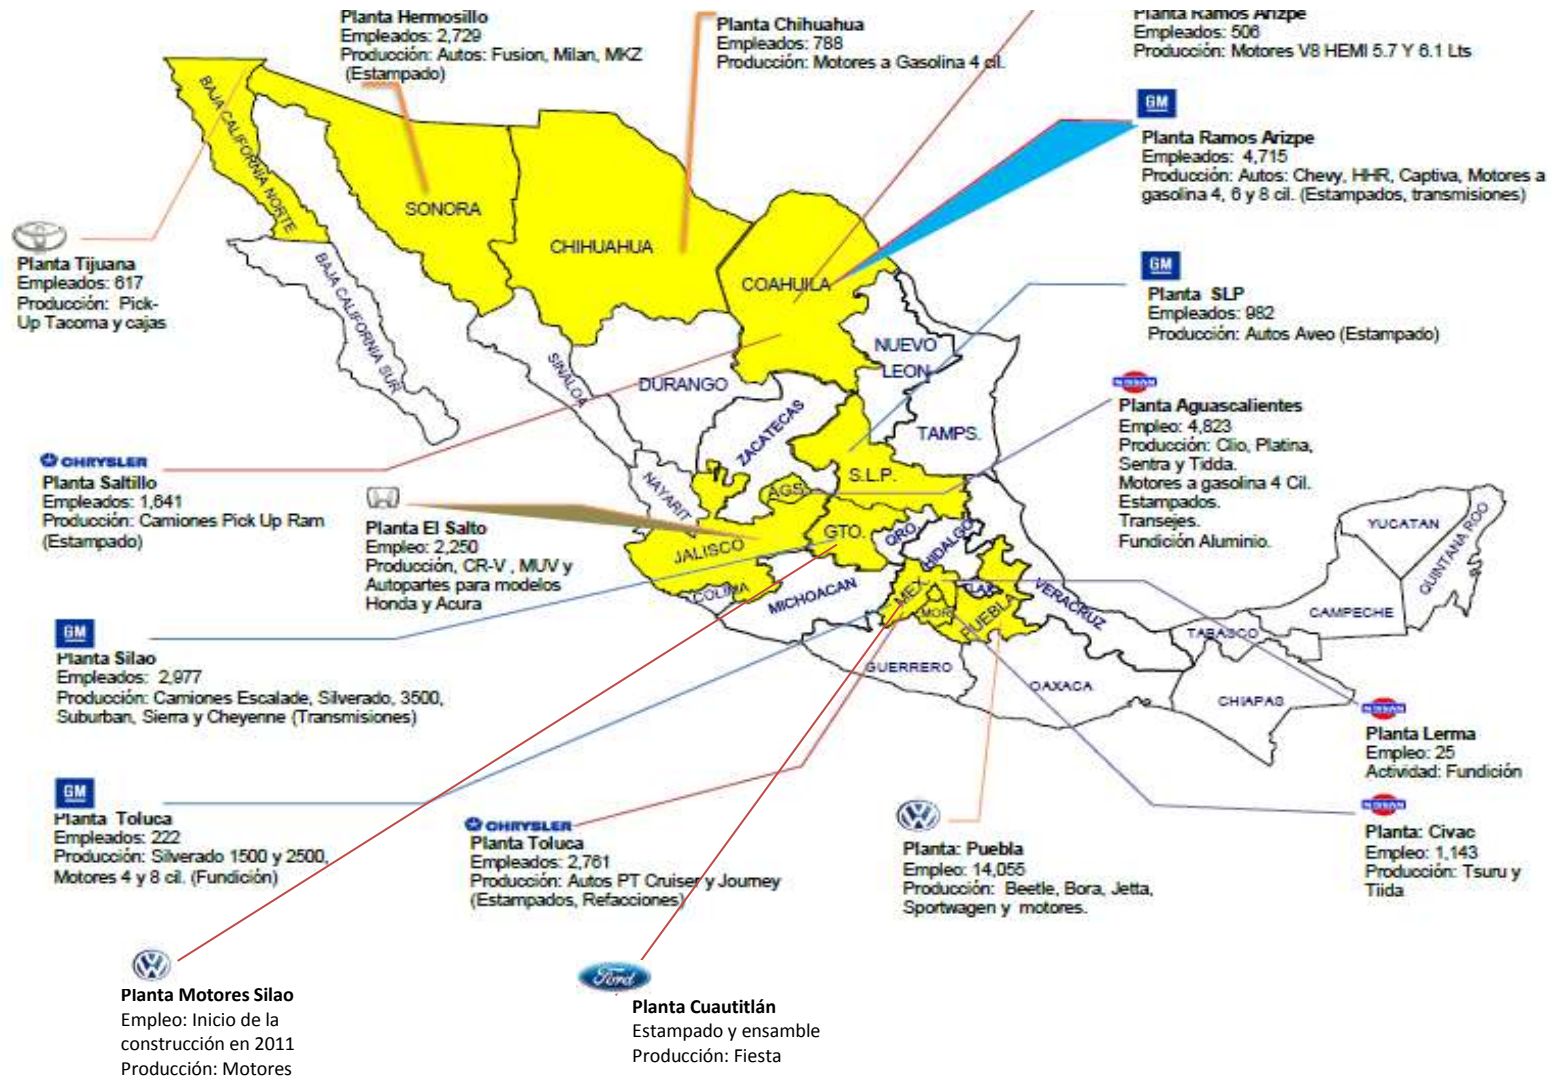 Planta Hermosillo
Empleados: 2,729
Producción: Autos: Fusion, Milan, MKZ
(Estampado)
Planta Chihuahua
Empleados: 788
Producción: Motores a Gasolina 4 cil.
Planta Ramos Arizpe
Empleados: 506
Producción: Motores V8 HEMI 5.7 Y 6.1 Lts
GM
Planta Ramos Arizpe
Empleados: 4,715
Producción: Autos: Chevy, HHR, Captiva, Motores a
gasolina 4, 6 y 8 cil. (Estampados, transmisiones)
GM
Planta SLP
Empleados: 982
Producción: Autos Aveo (Estampado)
NISSAN
Planta Aguascalientes
Empleo: 4,823
Producción: Clio, Platina,
Sentra y Tidda.
Motores a gasolina 4 Cil.
Estampados.
Transejes.
Fundición Aluminio.
Planta Tijuana
Empleados: 617
Producción: Pick-
Up Tacoma y cajas
CHRYSLER
Planta Saltillo
Empleados: 1,641
Producción: Camiones Pick Up Ram
(Estampado)
Planta El Salto
Empleo: 2,250
Producción, CR-V , MUV y
Autopartes para modelos
Honda y Acura
GM
Planta Silao
Empleados: 2,977
Producción: Camiones Escalade, Silverado, 3500,
Suburban, Sierra y Cheyenne (Transmisiones)
GM
Planta Toluca
Empleados: 222
Producción: Silverado 1500 y 2500,
Motores 4 y 8 cil. (Fundición)
CHRYSLER
Planta Toluca
Empleados: 2,761
Producción: Autos PT Cruiser y Journey
(Estampados, Refacciones)
Planta: Puebla
Empleo: 14,055
Producción: Beetle, Bora, Jetta,
Sportwagen y motores.
NISSAN
Planta Lerma
Empleo: 25
Actividad: Fundición
NISSAN
Planta: Civac
Empleo: 1,143
Producción: Tsuru y
Tiida
Planta Motores Silao
Empleo: Inicio de la
construcción en 2011
Producción: Motores
Ford
Planta Cuautitlán
Estampado y ensamble
Producción: Fiesta
BAJA CALIFORNIA NORTE
BAJA CALIFORNIA SUR
SONORA
CHIHUAHUA
COAHUILA
NUEVO
LEON
TAMPS.
SINALOA
DURANGO
ZACATECAS
NAYARIT
AGS.
S.L.P.
JALISCO
GTO.
QRO.
HIDALGO
COLIMA
MICHOACAN
MEX.
MOR.
TLAX.
PUEBLA
VERACRUZ
GUERRERO
OAXACA
TABASCO
CHIAPAS
CAMPECHE
YUCATAN
QUINTANA ROO